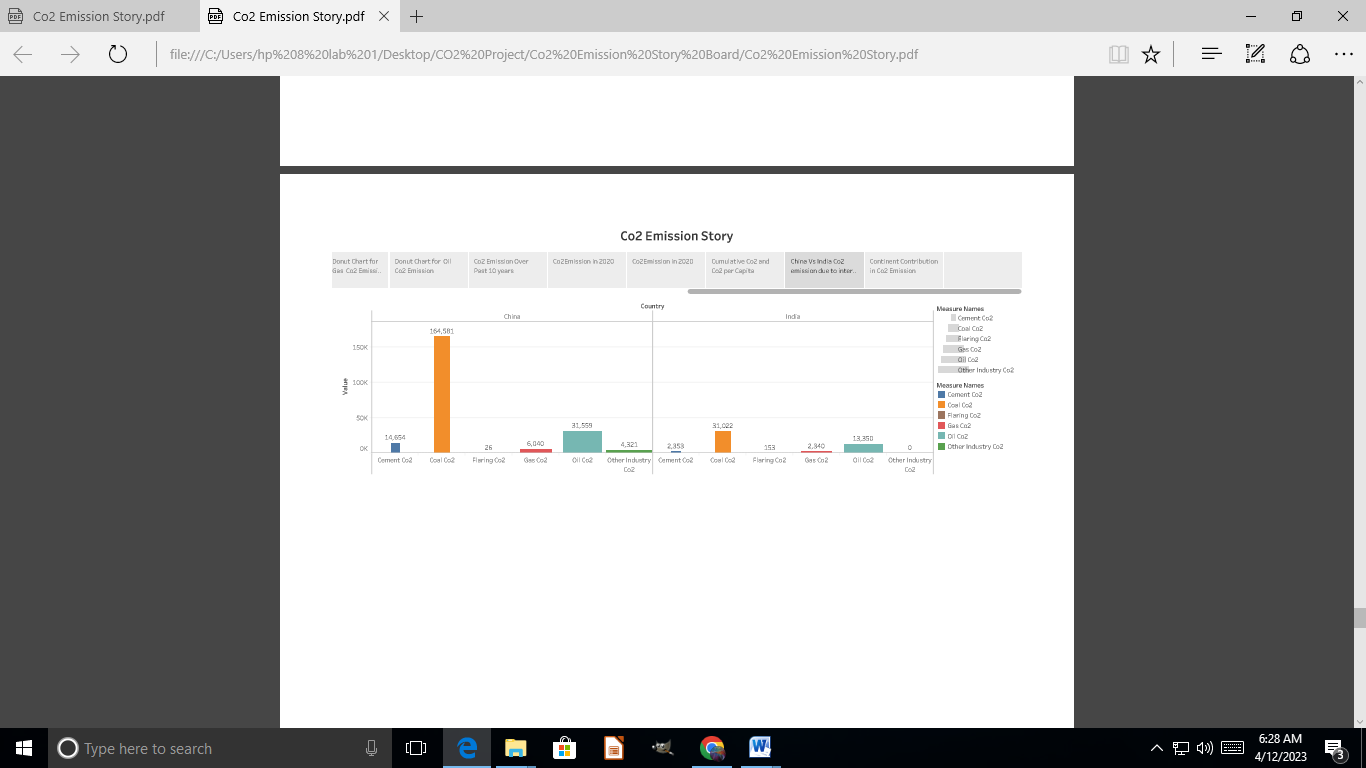 Co2 Emission Story.pdf
Co2 Emission Story.pdf
file:///C:/Users/hp%208%20lab%201/Desktop/CO2%20Project/Co2%20Emission%20Story%20Board/Co2%20Emission%20Story.pdf
Co2 Emission Story
Donut Chart for
Gas Co2 Emissi..
Donut Chart for Oil
Co2 Emission
Co2 Emission Over
Past 10 years
Co2Emission in 2020
Co2Emission in 2020
Cumulative Co2 and
Co2 per Capita
China Vs India Co2
emission due to inter..
Continent Contribution
in Co2 Emission
Country
China
India
Value
150K
100K
50K
0K
14,654
164,581
26
6,040
31,559
4,321
2,353
31,022
153
2,340
13,350
0
Cement Co2
Coal Co2
Flaring Co2
Gas Co2
Oil Co2
Other Industry
Co2
Cement Co2
Coal Co2
Flaring Co2
Gas Co2
Oil Co2
Other Industry
Co2
Measure Names
Cement Co2
Coal Co2
Flaring Co2
Gas Co2
Oil Co2
Other Industry Co2
Measure Names
Cement Co2
Coal Co2
Flaring Co2
Gas Co2
Oil Co2
Other Industry Co2
Type here to search
6:28 AM
4/12/2023
3